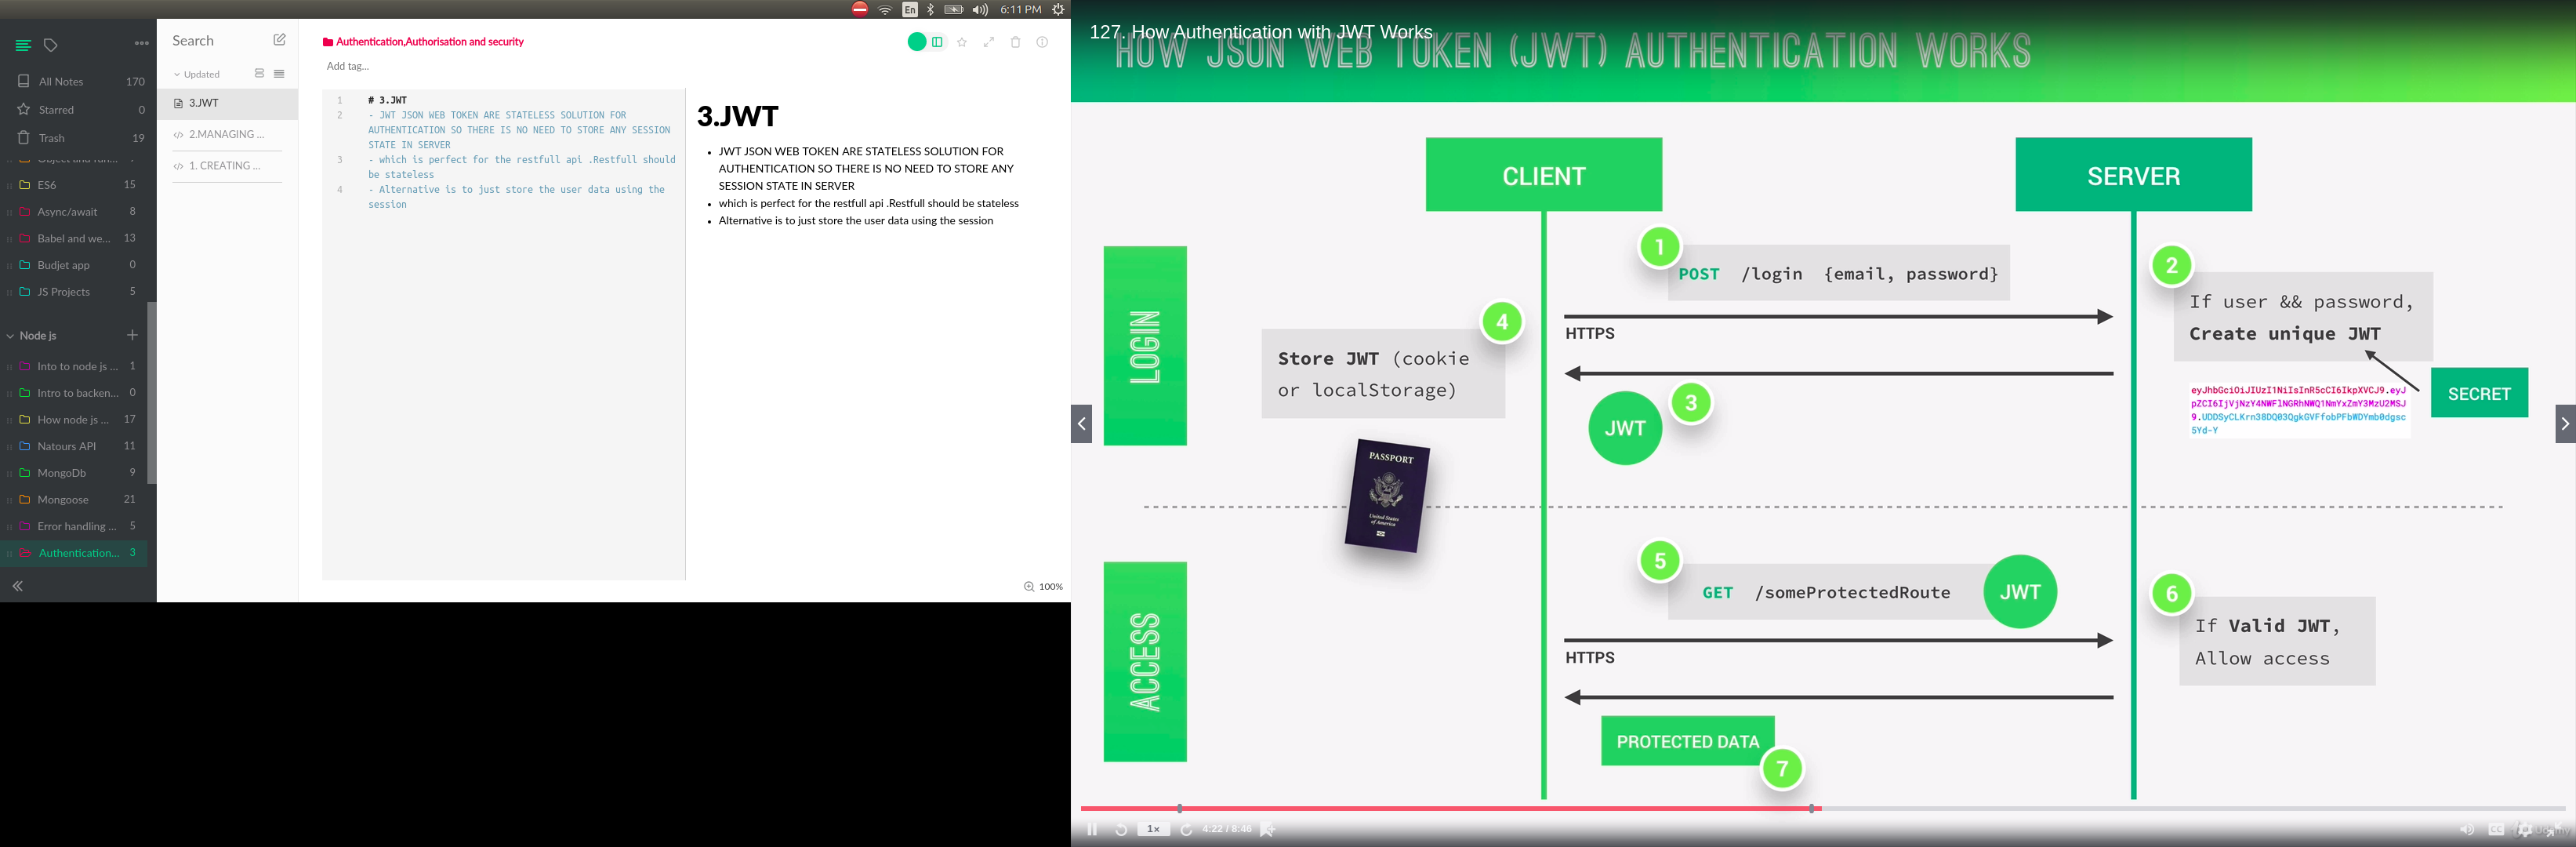 En
6:11 PM
Search
Authentication,Authorisation and security
Add tag...
Updated
All Notes 170
Starred 0
Trash 19
ES6 15
Async/await 8
Babel and we... 13
Budjet app 0
JS Projects 5
Node js
Into to node js ... 1
Intro to backen... 0
How node js ... 17
Natours API 11
MongoDb 9
Mongoose 21
Error handling ... 5
Authentication... 3
3.JWT
2.MANAGING ...
1. CREATING ...
1 # 3.JWT
2 - JWT JSON WEB TOKEN ARE STATELESS SOLUTION FOR
AUTHENTICATION SO THERE IS NO NEED TO STORE ANY SESSION
STATE IN SERVER
3 - which is perfect for the restfull api .Restfull should
be stateless
4 - Alternative is to just store the user data using the
session
3.JWT
• JWT JSON WEB TOKEN ARE STATELESS SOLUTION FOR
AUTHENTICATION SO THERE IS NO NEED TO STORE ANY
SESSION STATE IN SERVER
• which is perfect for the restfull api .Restfull should be stateless
• Alternative is to just store the user data using the session
100%
127. How Authentication with JWT Works
HOW JSON WEB TOKEN (JWT) AUTHENTICATION WORKS
CLIENT
SERVER
LOGIN
1
POST /login {email, password}
HTTPS
2
If user && password,
Create unique JWT
SECRET
eyJhbGciOiJIUzI1NiIsInR5cCI6IkpXVCJ9.eyJ
pZCI6IjVjNzY4NWFlNGRhNWQ1NmYxZmY3MzU2MSJ
9.UDDSyCLKrn38DQ03QgkGVFfobPFbWDYmb0dgsc
5Yd-Y
3
JWT
4
Store JWT (cookie
or localStorage)
PASSPORT
United States
of America
ACCESS
5
GET /someProtectedRoute
JWT
HTTPS
6
If Valid JWT,
Allow access
PROTECTED DATA
7
1×
4:22 / 8:46
CC